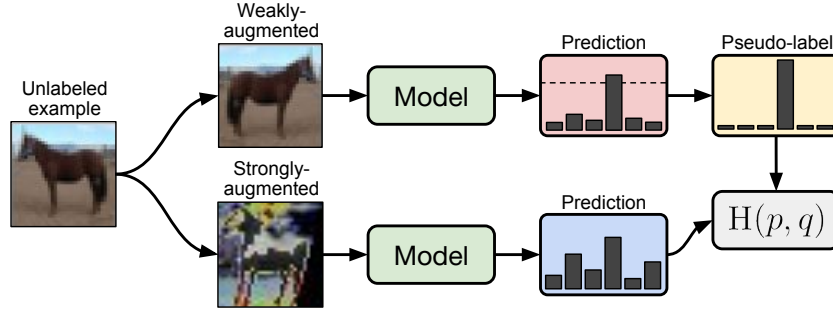 Weakly-
augmented
Prediction
Pseudo-label
Unlabeled
example
Model
Strongly-
augmented
Prediction
Model
H(p, q)